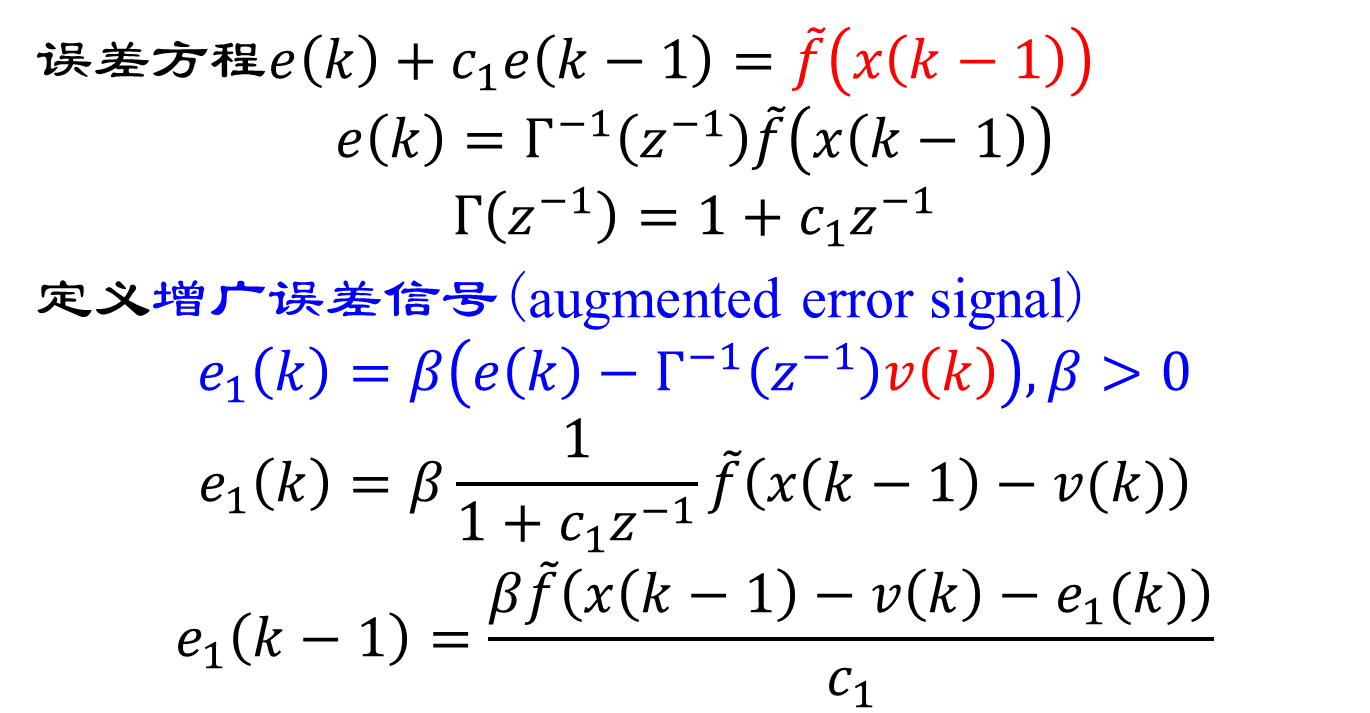 误差方程e(k) + c₁e(k − 1) = f̃(x(k − 1))
e(k) = Γ⁻¹(z⁻¹)f̃(x(k − 1))
Γ(z⁻¹) = 1 + c₁z⁻¹
定义增广误差信号(augmented error signal)
e₁(k) = β(e(k) − Γ⁻¹(z⁻¹)v(k)), β > 0
e₁(k) = β \frac{1}{1 + c₁z⁻¹} f̃(x(k − 1) − v(k))
e₁(k − 1) = \frac{βf̃(x(k − 1) − v(k) − e₁(k))}{c₁}